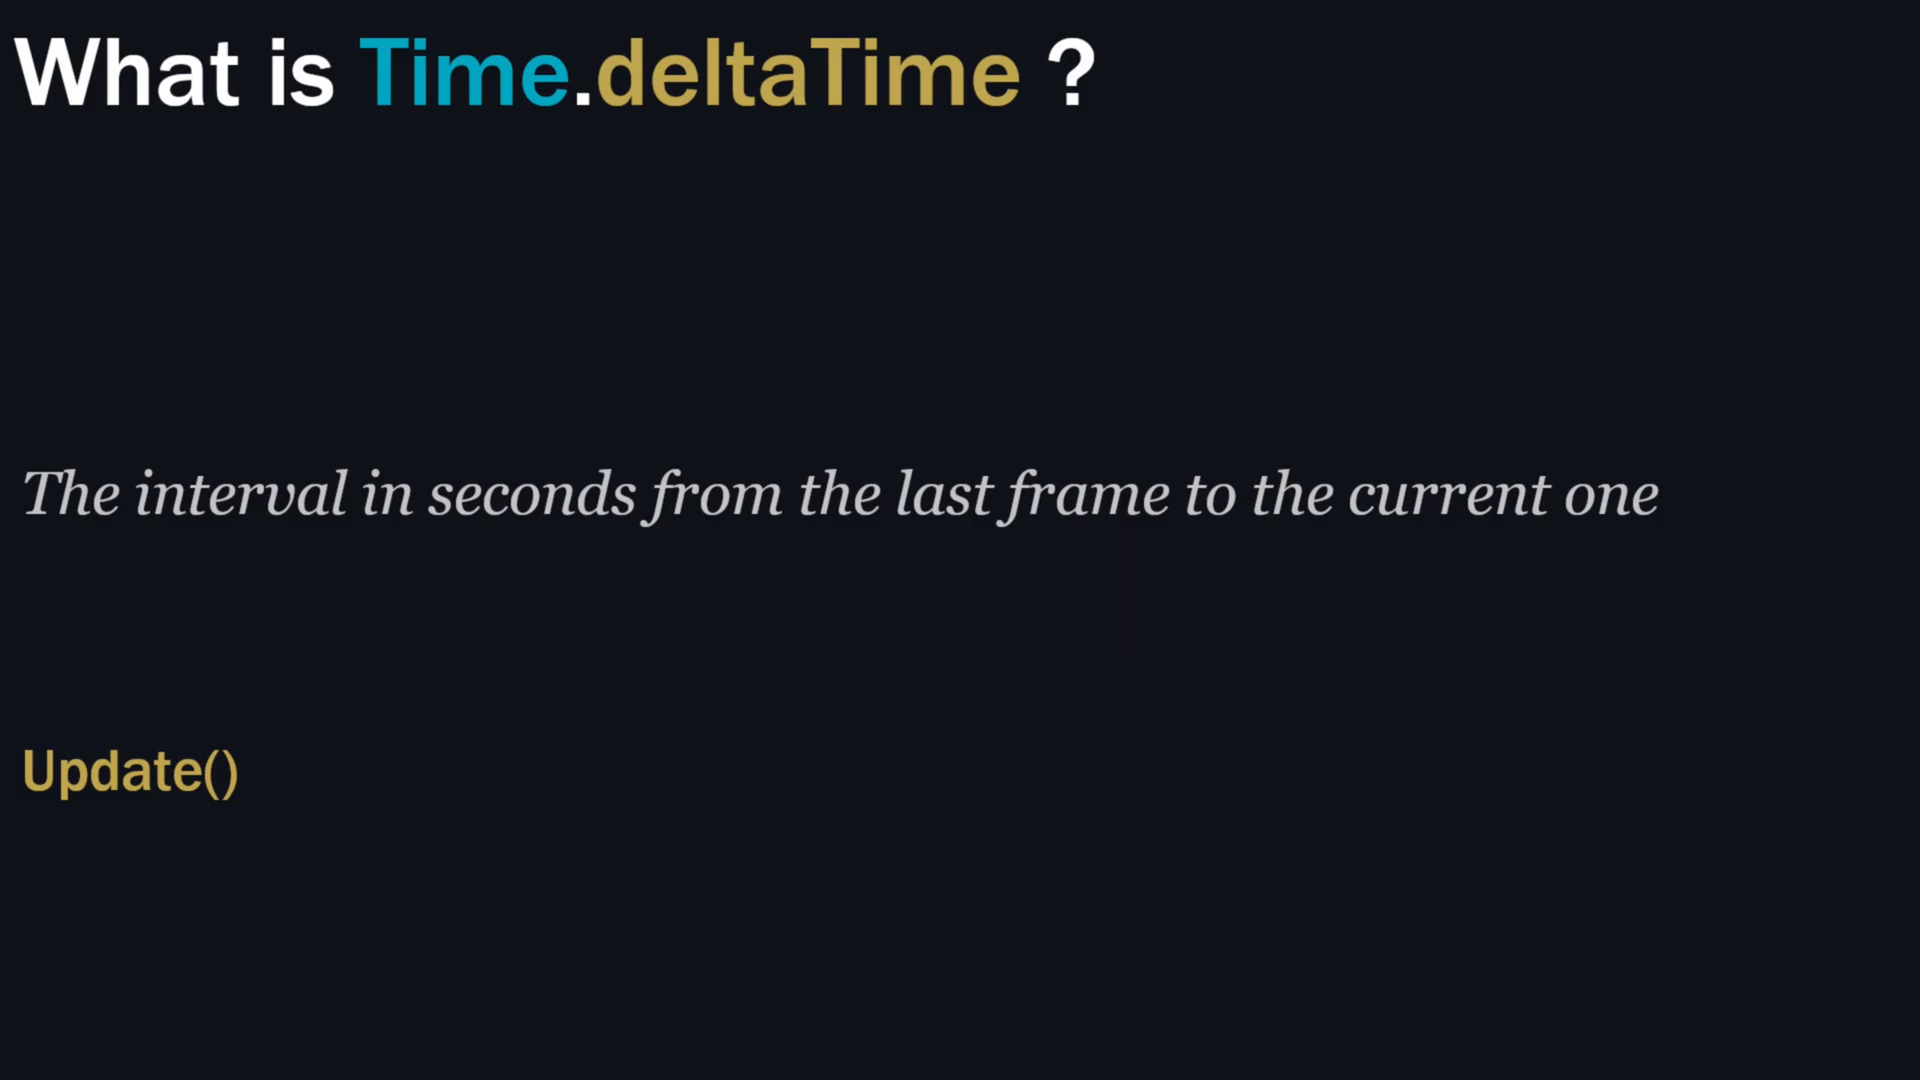 What is Time.deltaTime ?
The interval in seconds from the last frame to the current one
Update()